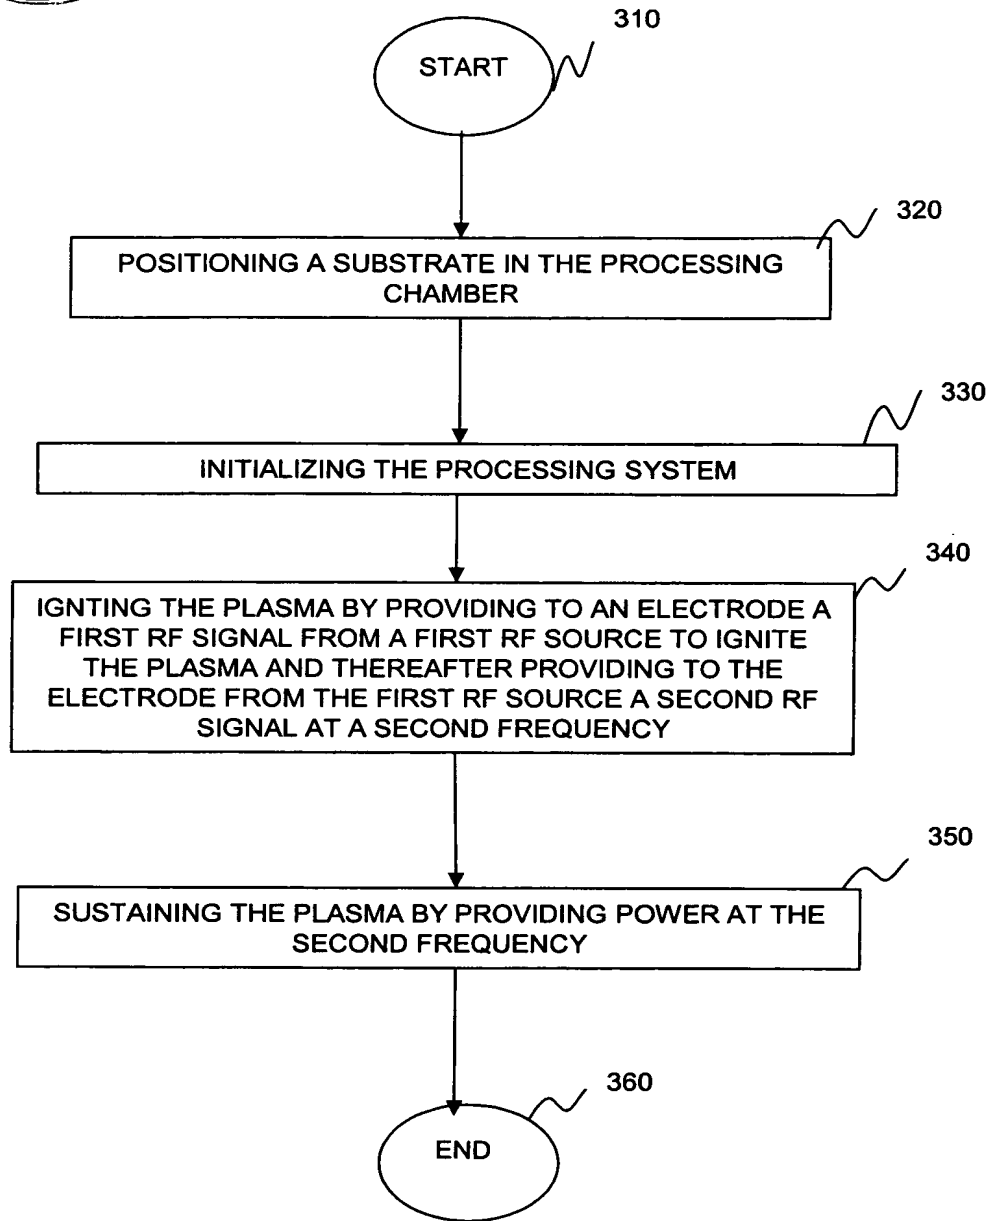 310
START
320
POSITIONING A SUBSTRATE IN THE PROCESSING
CHAMBER
330
INITIALIZING THE PROCESSING SYSTEM
340
IGNTING THE PLASMA BY PROVIDING TO AN ELECTRODE A
FIRST RF SIGNAL FROM A FIRST RF SOURCE TO IGNITE
THE PLASMA AND THEREAFTER PROVIDING TO THE
ELECTRODE FROM THE FIRST RF SOURCE A SECOND RF
SIGNAL AT A SECOND FREQUENCY
350
SUSTAINING THE PLASMA BY PROVIDING POWER AT THE
SECOND FREQUENCY
360
END